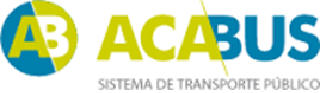 AB ACABUS
SISTEMA DE TRANSPORTE PÚBLICO